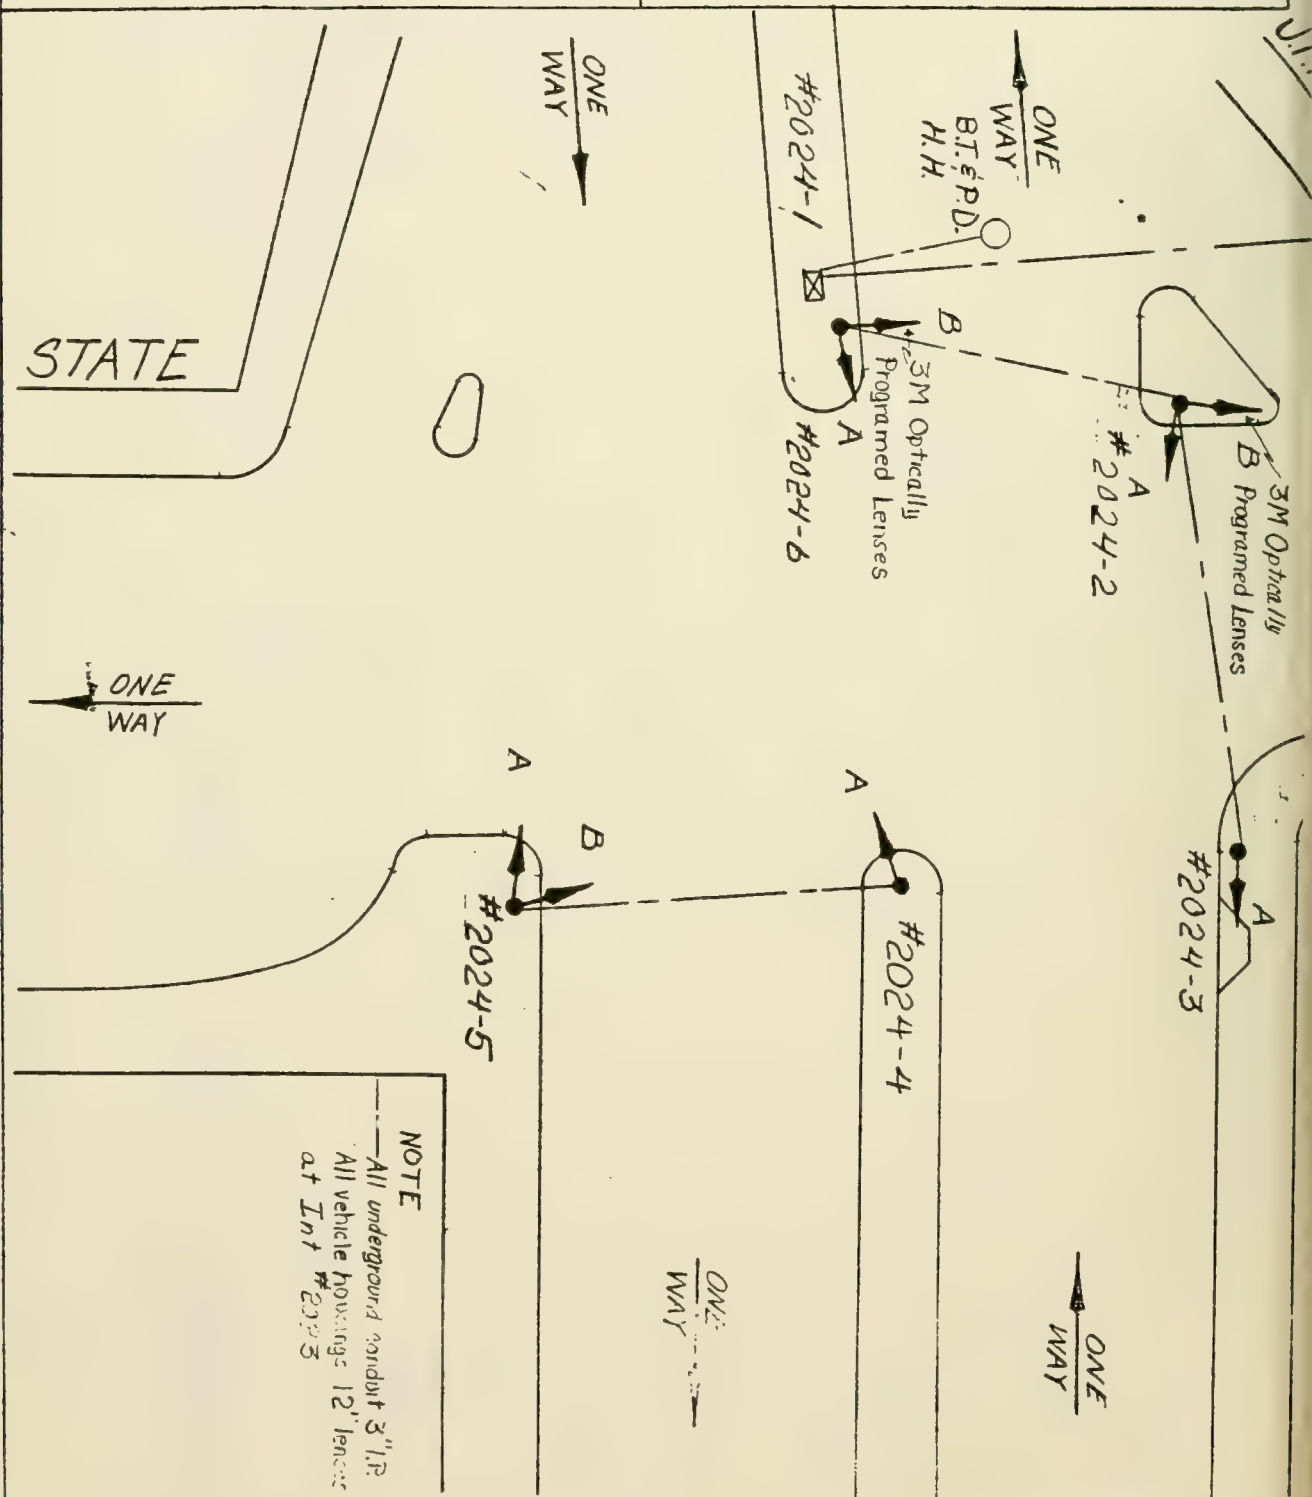 ONE
WAY
#2024-1
ONE
WAY
B.T. & P.D.
H.H.
STATE
B
3M Optically
Programed Lenses
A
#2024-6
3M Optically
B Programed Lenses
A
#2024-2
ONE
WAY
A
B
#2024-5
A
#2024-4
A
#2024-3
ONE
WAY
ONE
WAY
NOTE
All underground conduit 3" I.P.
All vehicle housings 12" lenses
at Int